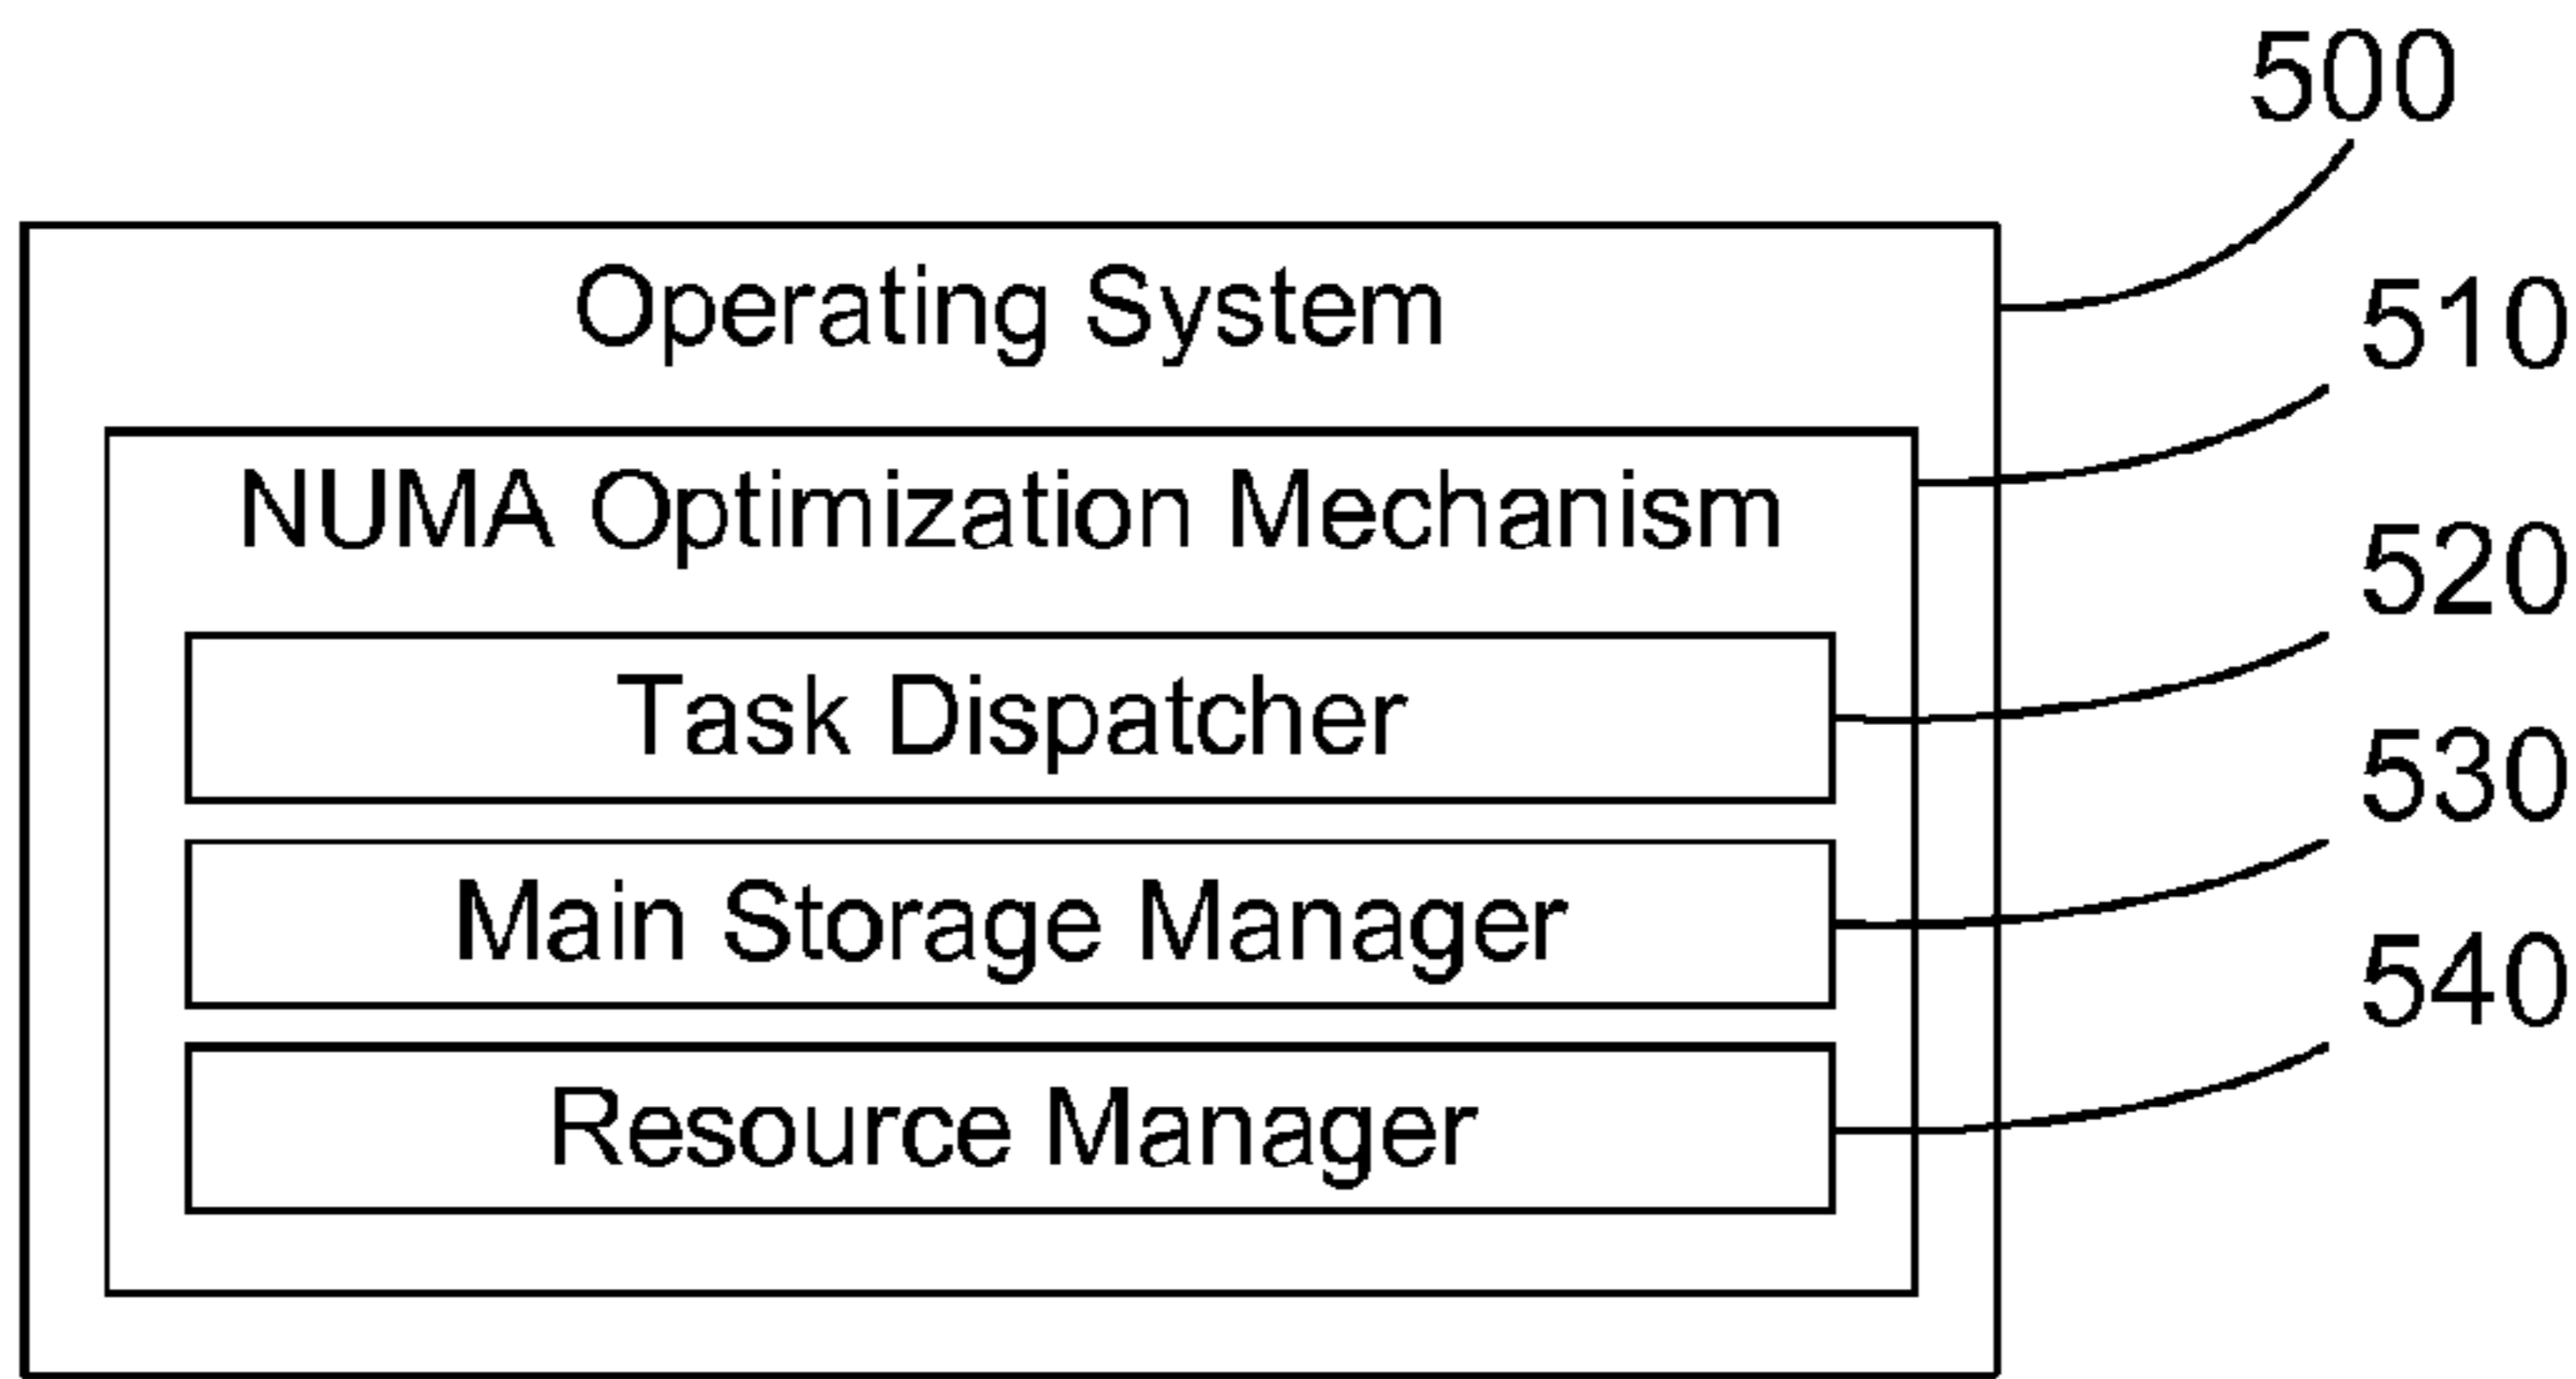 500
Operating System
510
NUMA Optimization Mechanism
520
Task Dispatcher
530
Main Storage Manager
540
Resource Manager